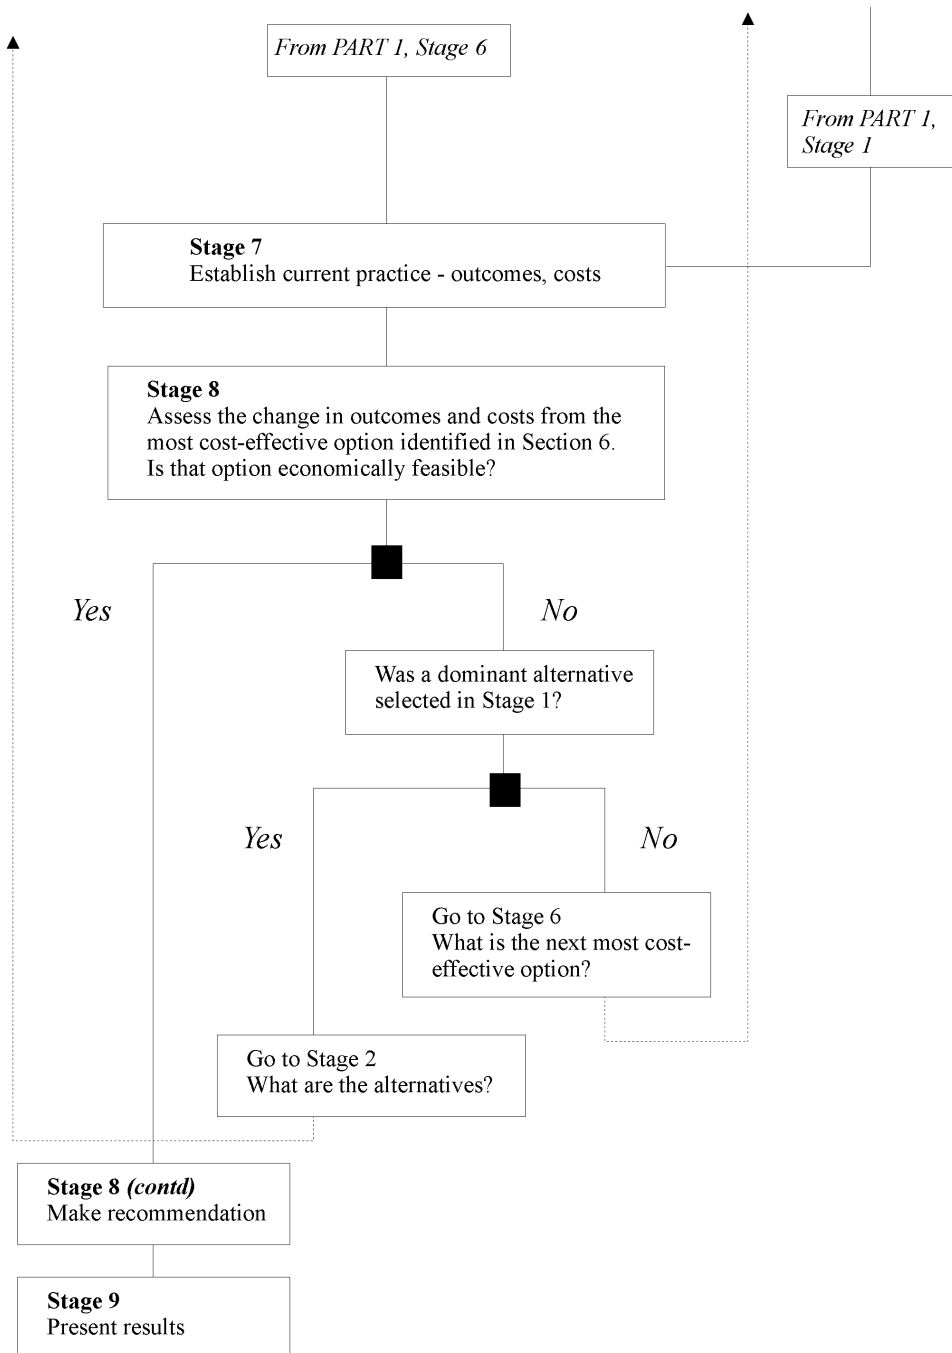 From PART 1, Stage 6
From PART 1,
Stage 1
Stage 7
Establish current practice - outcomes, costs
Stage 8
Assess the change in outcomes and costs from the
most cost-effective option identified in Section 6.
Is that option economically feasible?
Yes
No
Was a dominant alternative
selected in Stage 1?
Yes
No
Go to Stage 6
What is the next most cost-
effective option?
Go to Stage 2
What are the alternatives?
Stage 8 (contd)
Make recommendation
Stage 9
Present results